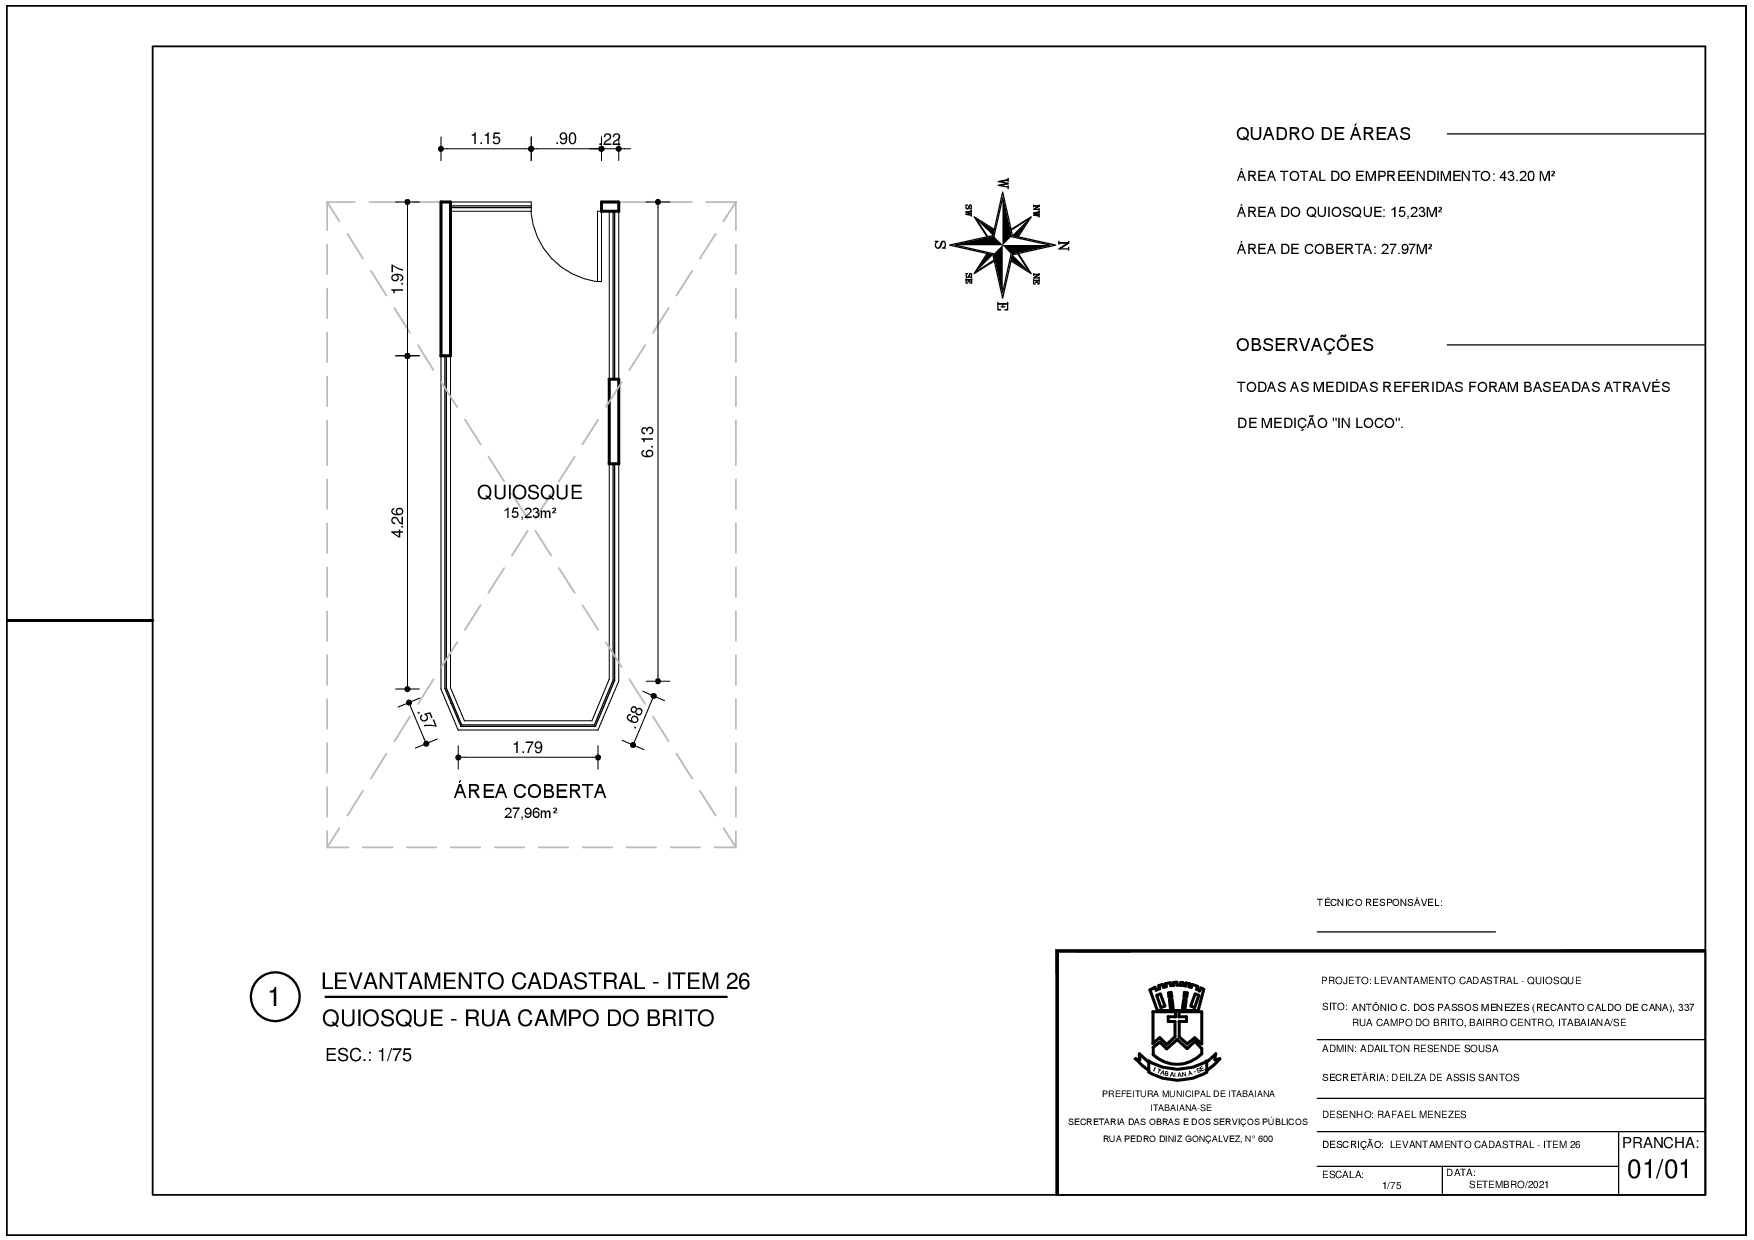 1.15
.90
.22
1.97
4.26
6.13
QUIOSQUE
15,23m²
.57
.68
1.79
ÁREA COBERTA
27,96m²
W
NW
N
NE
E
SE
S
SW
QUADRO DE ÁREAS
ÁREA TOTAL DO EMPREENDIMENTO: 43.20 M²
ÁREA DO QUIOSQUE: 15,23M²
ÁREA DE COBERTA: 27.97M²
OBSERVAÇÕES
TODAS AS MEDIDAS REFERIDAS FORAM BASEADAS ATRAVÉS
DE MEDIÇÃO "IN LOCO".
1
LEVANTAMENTO CADASTRAL - ITEM 26
QUIOSQUE - RUA CAMPO DO BRITO
ESC.: 1/75
TÉCNICO RESPONSÁVEL:
ITABAIANA-SE
PREFEITURA MUNICIPAL DE ITABAIANA
ITABAIANA-SE
SECRETARIA DAS OBRAS E DOS SERVIÇOS PÚBLICOS
RUA PEDRO DINIZ GONÇALVEZ, N° 600
PROJETO: LEVANTAMENTO CADASTRAL - QUIOSQUE
SITO: ANTÔNIO C. DOS PASSOS MENEZES (RECANTO CALDO DE CANA), 337
RUA CAMPO DO BRITO, BAIRRO CENTRO, ITABAIANA/SE
ADMIN: ADAILTON RESENDE SOUSA
SECRETÁRIA: DEILZA DE ASSIS SANTOS
DESENHO: RAFAEL MENEZES
DESCRIÇÃO: LEVANTAMENTO CADASTRAL - ITEM 26
ESCALA:
1/75
DATA:
SETEMBRO/2021
PRANCHA:
01/01